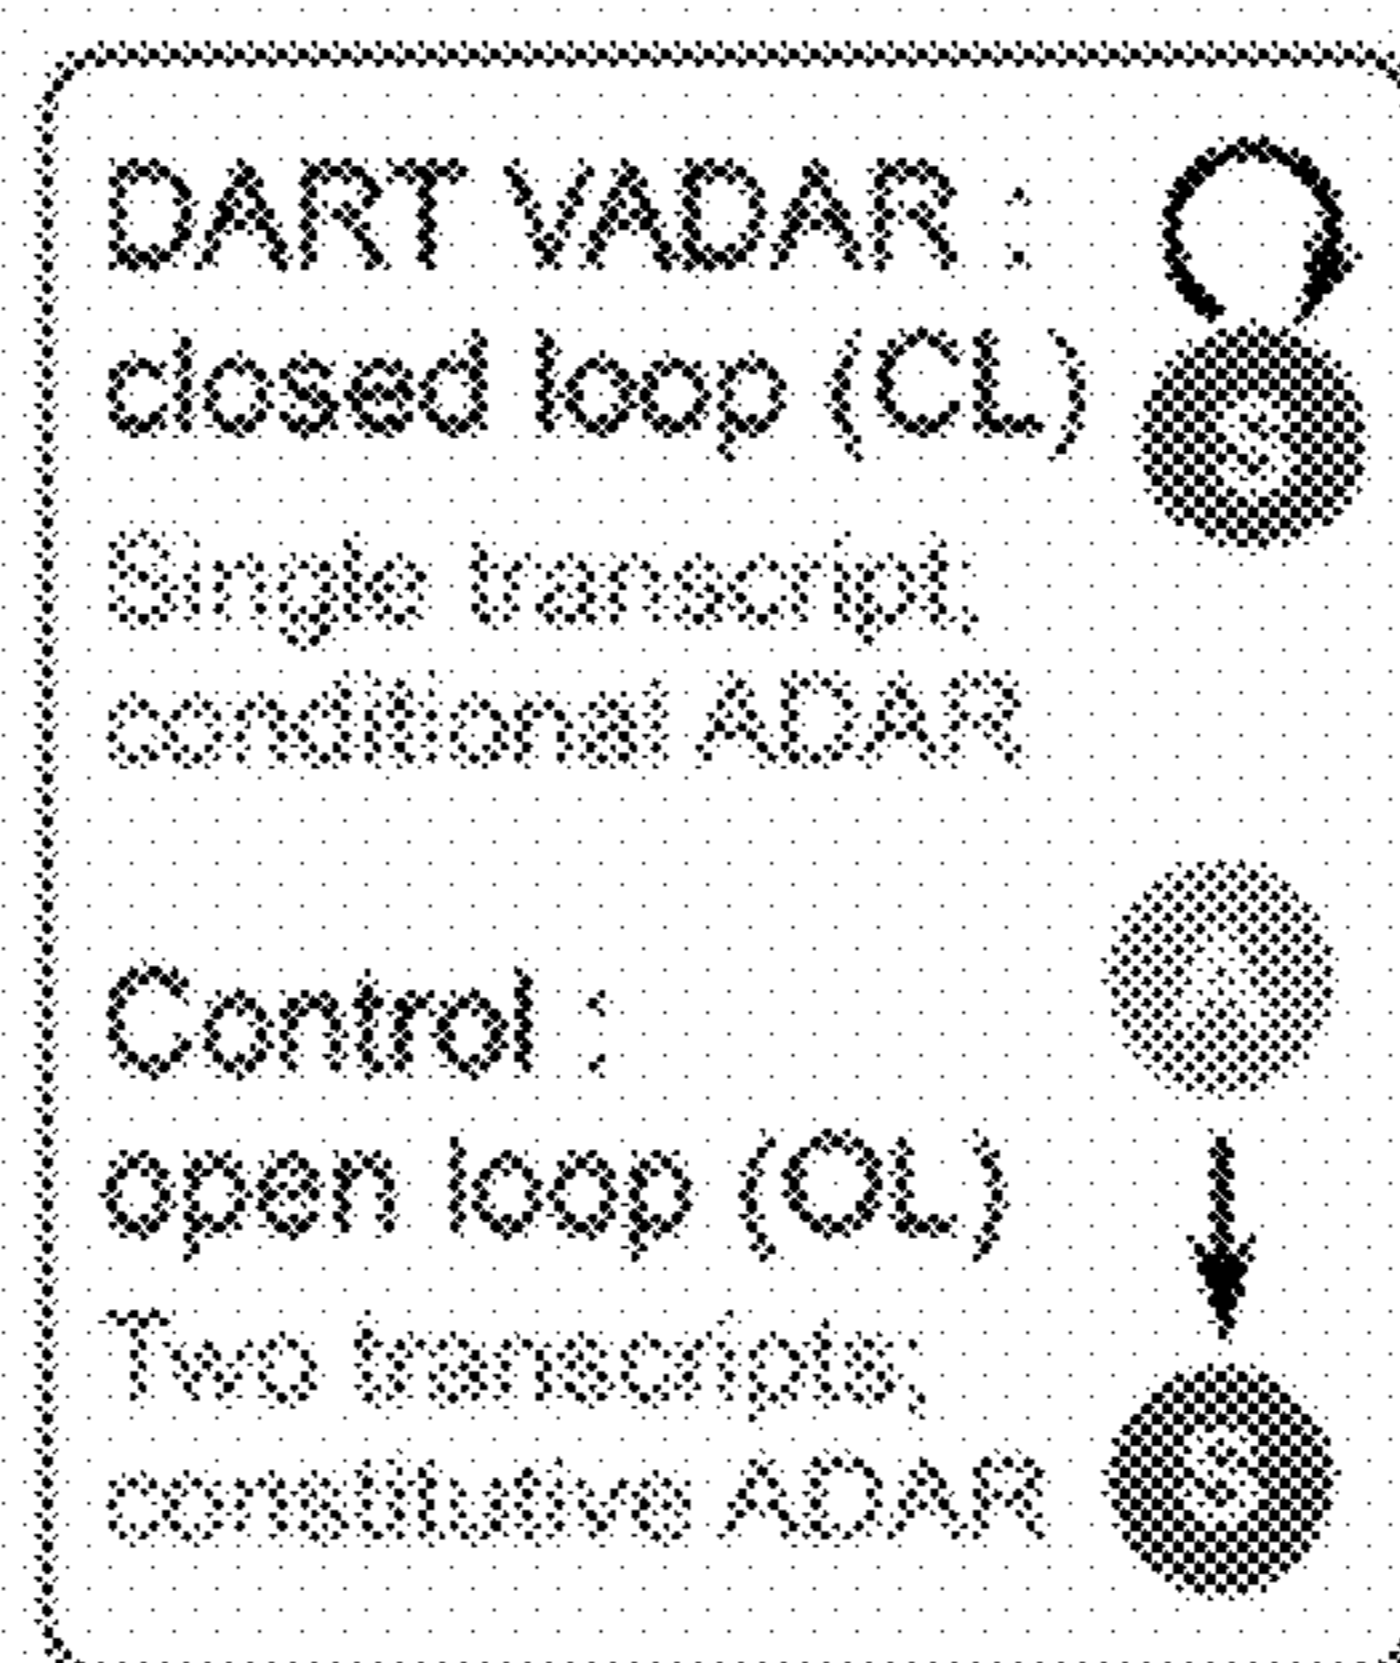 DART VADAR :
closed loop (CL)
S
Single transcript,
conditional ADAR
A
Control :
open loop (OL)
Two transcripts,
constitutive ADAR
S